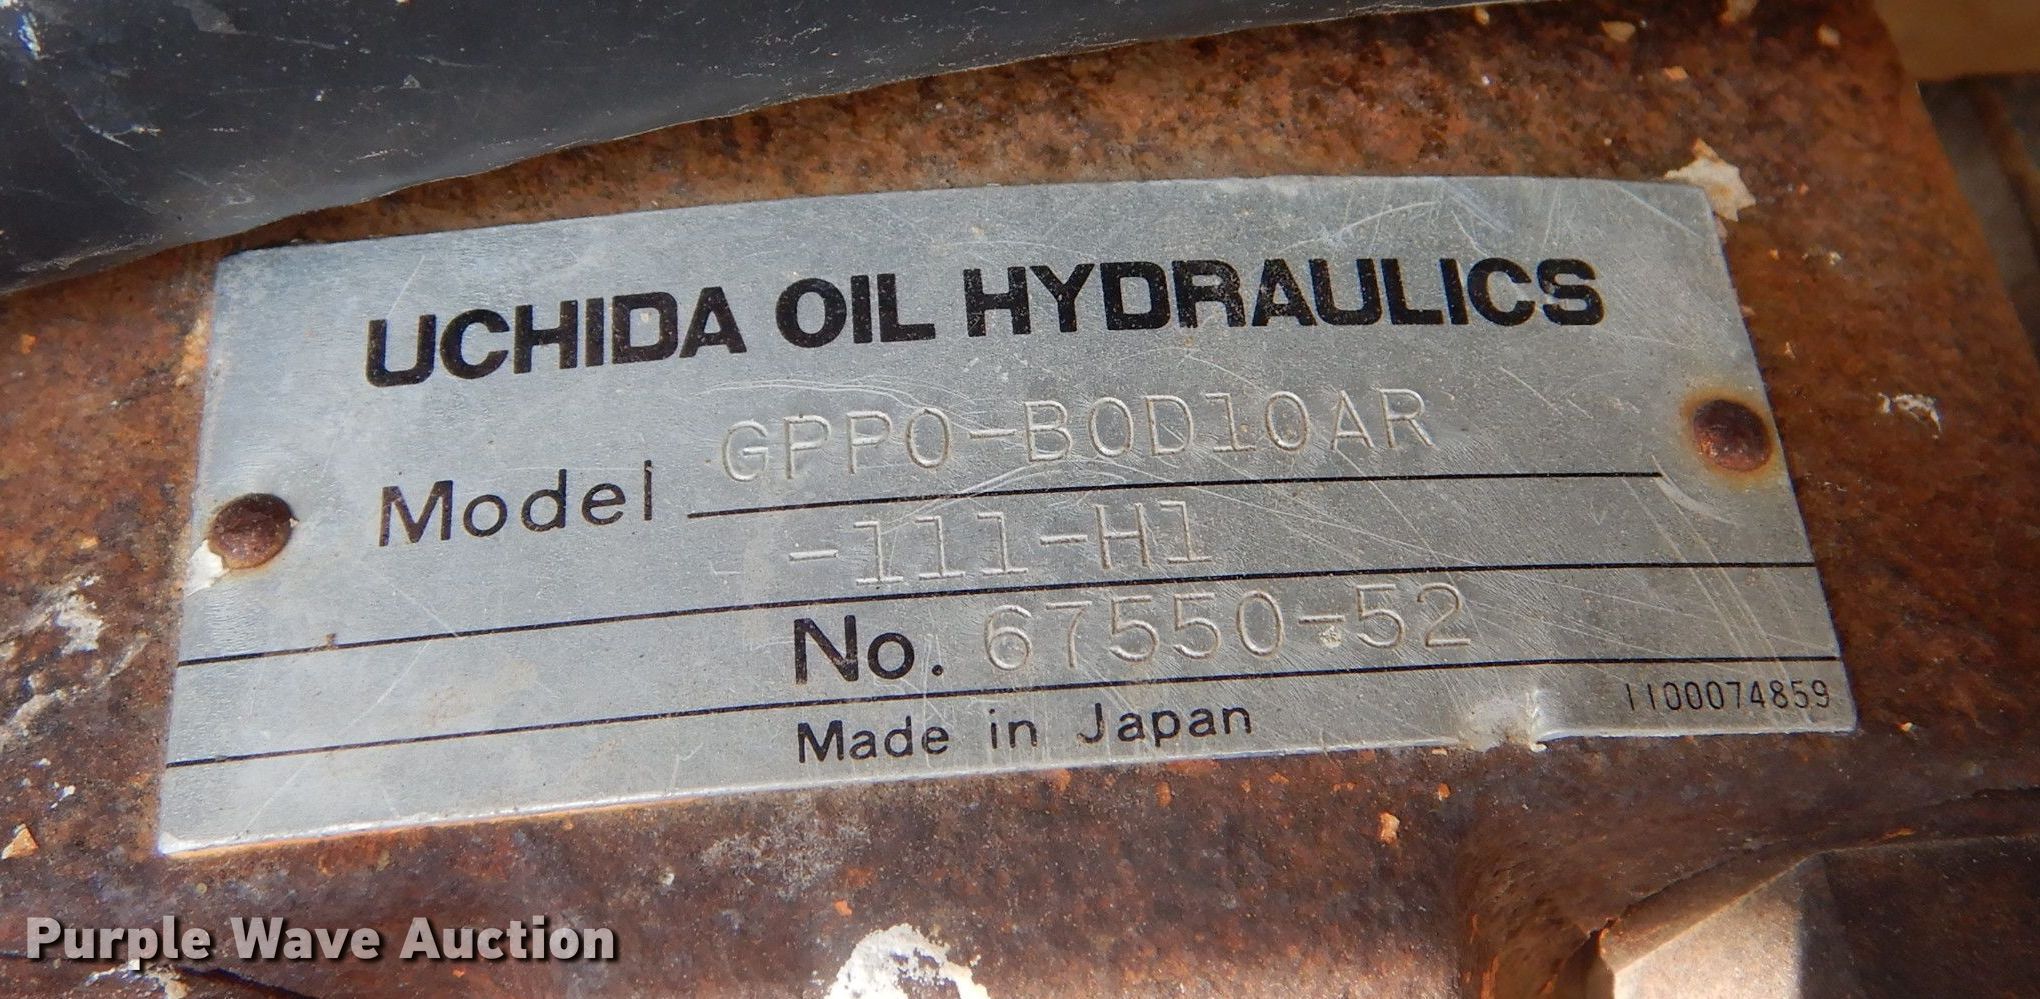 UCHIDA OIL HYDRAULICS
Model GPP0-B0D10AR
-111-H1
No. 67550-52
Made in Japan 1100074859
Purple Wave Auction